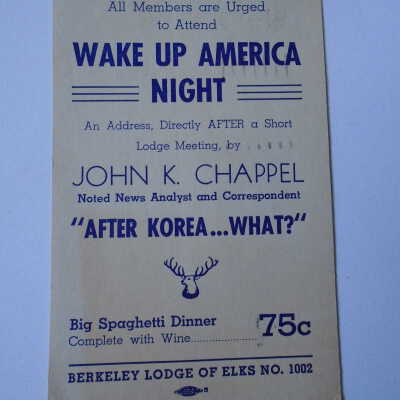 All Members are Urged
to Attend
WAKE UP AMERICA
NIGHT
An Address, Directly AFTER a Short
Lodge Meeting, by
JOHN K. CHAPPEL
Noted News Analyst and Correspondent
"AFTER KOREA...WHAT?"
Big Spaghetti Dinner
Complete with Wine.................... 75c
BERKELEY LODGE OF ELKS NO. 1002